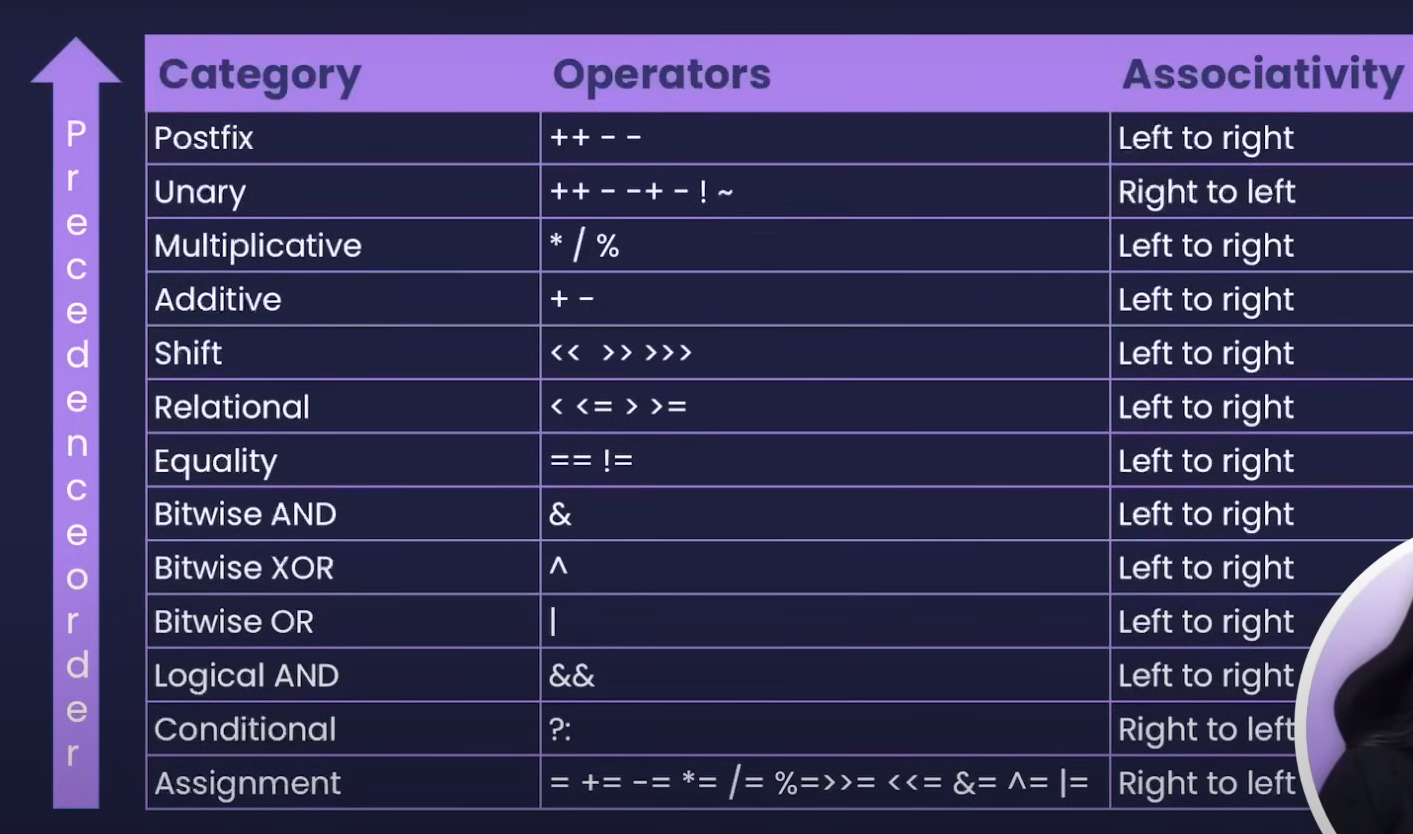 Precedence order
Category Operators Associativity
Postfix ++ - - Left to right
Unary ++ - -+ - ! ~ Right to left
Multiplicative * / % Left to right
Additive + - Left to right
Shift << >> >>> Left to right
Relational < <= > >= Left to right
Equality == != Left to right
Bitwise AND & Left to right
Bitwise XOR ^ Left to right
Bitwise OR | Left to right
Logical AND && Left to right
Conditional ?: Right to left
Assignment = += -= *= /= %=>>= <<= &= ^= |= Right to left